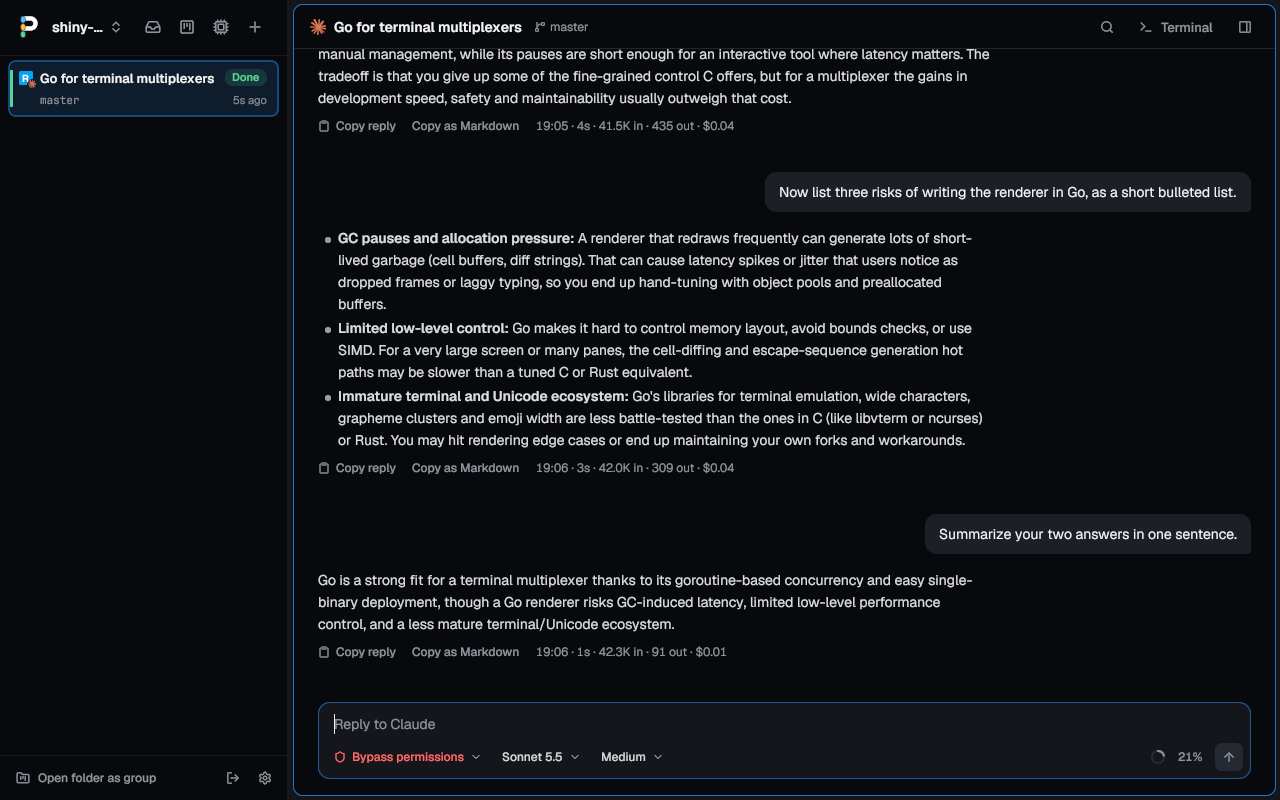 shiny-...
Go for terminal multiplexers
Done
master
5s ago
Open folder as group
Go for terminal multiplexers
master
Terminal
manual management, while its pauses are short enough for an interactive tool where latency matters. The
tradeoff is that you give up some of the fine-grained control C offers, but for a multiplexer the gains in
development speed, safety and maintainability usually outweigh that cost.
Copy reply Copy as Markdown 19:05 · 4s · 41.5K in · 435 out · $0.04
Now list three risks of writing the renderer in Go, as a short bulleted list.
• GC pauses and allocation pressure: A renderer that redraws frequently can generate lots of short-
lived garbage (cell buffers, diff strings). That can cause latency spikes or jitter that users notice as
dropped frames or laggy typing, so you end up hand-tuning with object pools and preallocated
buffers.
• Limited low-level control: Go makes it hard to control memory layout, avoid bounds checks, or use
SIMD. For a very large screen or many panes, the cell-diffing and escape-sequence generation hot
paths may be slower than a tuned C or Rust equivalent.
• Immature terminal and Unicode ecosystem: Go's libraries for terminal emulation, wide characters,
grapheme clusters and emoji width are less battle-tested than the ones in C (like libvterm or ncurses)
or Rust. You may hit rendering edge cases or end up maintaining your own forks and workarounds.
Copy reply Copy as Markdown 19:06 · 3s · 42.0K in · 309 out · $0.04
Summarize your two answers in one sentence.
Go is a strong fit for a terminal multiplexer thanks to its goroutine-based concurrency and easy single-
binary deployment, though a Go renderer risks GC-induced latency, limited low-level performance
control, and a less mature terminal/Unicode ecosystem.
Copy reply Copy as Markdown 19:06 · 1s · 42.3K in · 91 out · $0.01
Reply to Claude
Bypass permissions Sonnet 5.5 Medium 21%